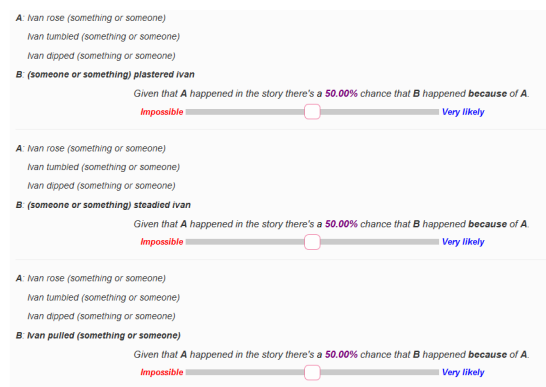 A: Ivan rose (something or someone)
Ivan tumbled (something or someone)
Ivan dipped (something or someone)
B: (someone or something) plastered ivan
Given that A happened in the story there's a 50.00% chance that B happened because of A.
Impossible Very likely
A: Ivan rose (something or someone)
Ivan tumbled (something or someone)
Ivan dipped (something or someone)
B: (someone or something) steadied ivan
Given that A happened in the story there's a 50.00% chance that B happened because of A.
Impossible Very likely
A: Ivan rose (something or someone)
Ivan tumbled (something or someone)
Ivan dipped (something or someone)
B: Ivan pulled (something or someone)
Given that A happened in the story there's a 50.00% chance that B happened because of A.
Impossible Very likely